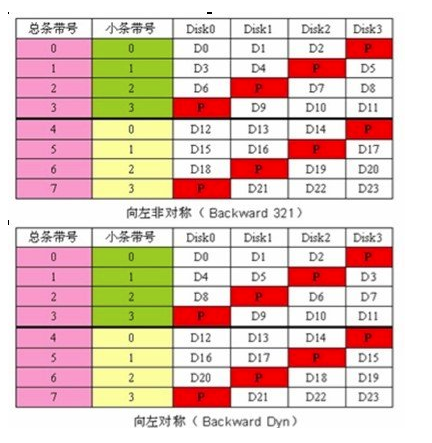 总条带号 小条带号 Disk0 Disk1 Disk2 Disk3
0 0 D0 D1 D2 P
1 1 D3 D4 P D5
2 2 D6 P D7 D8
3 3 P D9 D10 D11
4 0 D12 D13 D14 P
5 1 D15 D16 P D17
6 2 D18 P D19 D20
7 3 P D21 D22 D23
向左非对称（Backward 321）
总条带号 小条带号 Disk0 Disk1 Disk2 Disk3
0 0 D0 D1 D2 P
1 1 D4 D5 P D3
2 2 D8 P D6 D7
3 3 P D9 D10 D11
4 0 D12 D13 D14 P
5 1 D16 D17 P D15
6 2 D20 P D18 D19
7 3 P D21 D22 D23
向左对称（Backward Dyn）